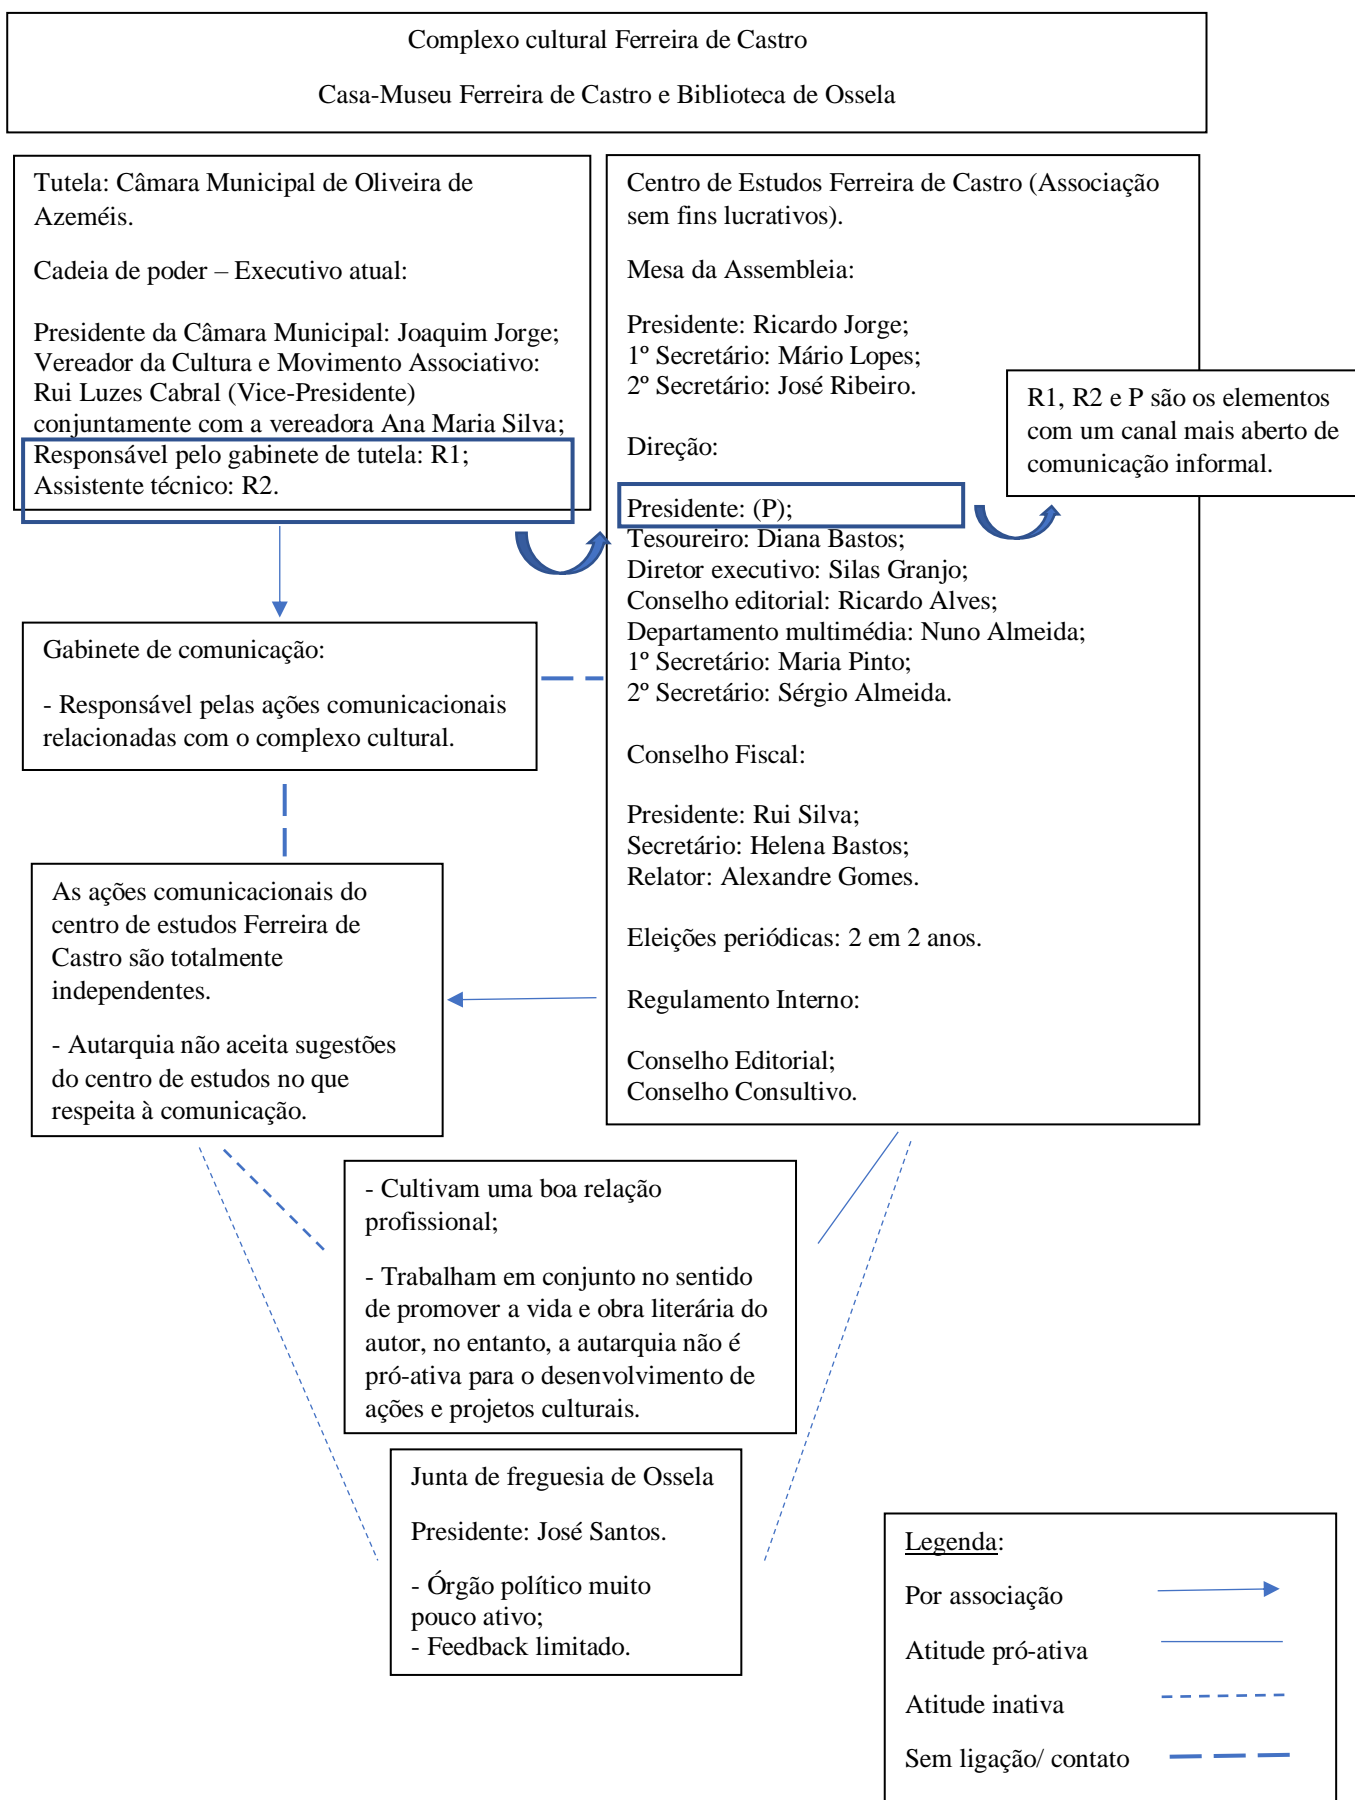 Complexo cultural Ferreira de Castro
Casa-Museu Ferreira de Castro e Biblioteca de Ossela
Tutela: Câmara Municipal de Oliveira de
Azeméis.
Cadeia de poder – Executivo atual:
Presidente da Câmara Municipal: Joaquim Jorge;
Vereador da Cultura e Movimento Associativo:
Rui Luzes Cabral (Vice-Presidente)
conjuntamente com a vereadora Ana Maria Silva;
Responsável pelo gabinete de tutela: R1;
Assistente técnico: R2.
Centro de Estudos Ferreira de Castro (Associação
sem fins lucrativos).
Mesa da Assembleia:
Presidente: Ricardo Jorge;
1º Secretário: Mário Lopes;
2º Secretário: José Ribeiro.
Direção:
Presidente: (P);
Tesoureiro: Diana Bastos;
Diretor executivo: Silas Granjo;
Conselho editorial: Ricardo Alves;
Departamento multimédia: Nuno Almeida;
1º Secretário: Maria Pinto;
2º Secretário: Sérgio Almeida.
Conselho Fiscal:
Presidente: Rui Silva;
Secretário: Helena Bastos;
Relator: Alexandre Gomes.
Eleições periódicas: 2 em 2 anos.
Regulamento Interno:
Conselho Editorial;
Conselho Consultivo.
R1, R2 e P são os elementos
com um canal mais aberto de
comunicação informal.
Gabinete de comunicação:
- Responsável pelas ações comunicacionais
relacionadas com o complexo cultural.
As ações comunicacionais do
centro de estudos Ferreira de
Castro são totalmente
independentes.
- Autarquia não aceita sugestões
do centro de estudos no que
respeita à comunicação.
- Cultivam uma boa relação
profissional;
- Trabalham em conjunto no sentido
de promover a vida e obra literária do
autor, no entanto, a autarquia não é
pró-ativa para o desenvolvimento de
ações e projetos culturais.
Junta de freguesia de Ossela
Presidente: José Santos.
- Órgão político muito
pouco ativo;
- Feedback limitado.
Legenda:
Por associação
Atitude pró-ativa
Atitude inativa
Sem ligação/ contato